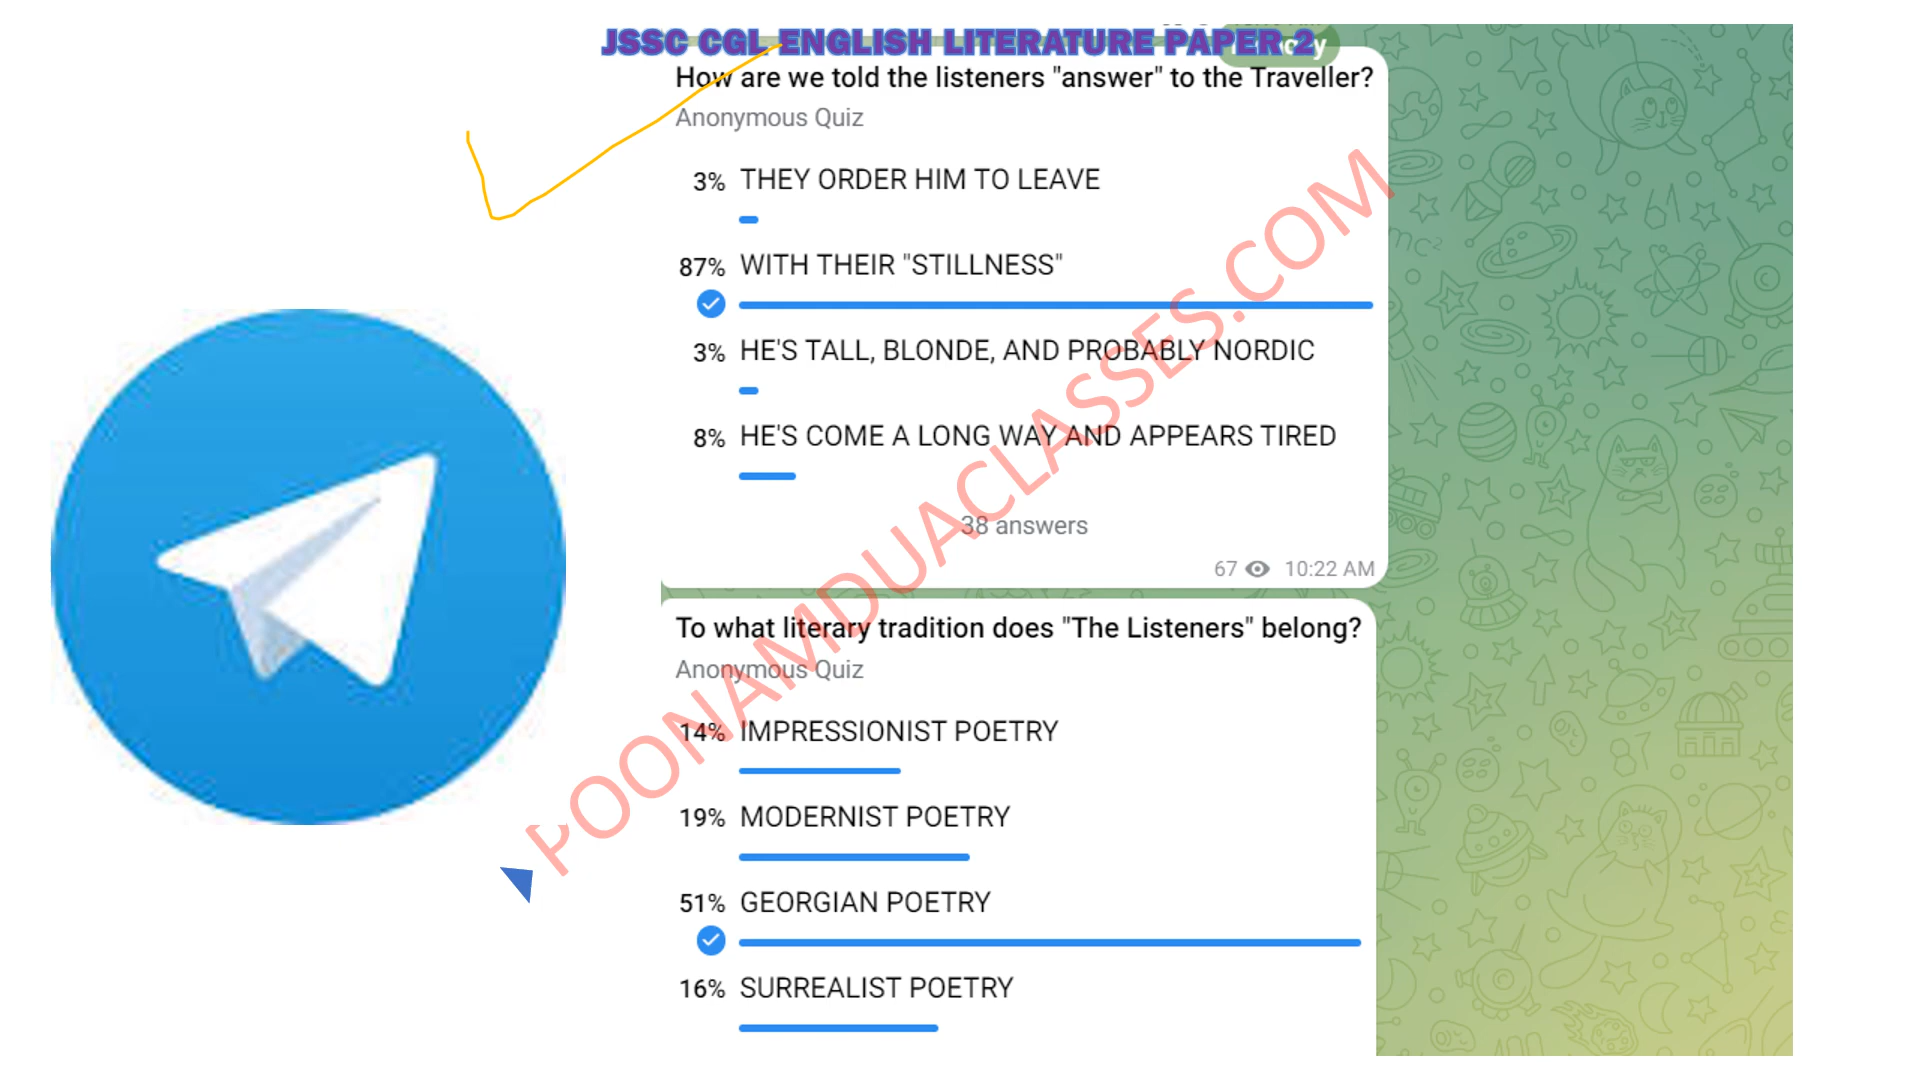 JSSC CGL ENGLISH LITERATURE PAPER 2
How are we told the listeners "answer" to the Traveller?
Anonymous Quiz
3% THEY ORDER HIM TO LEAVE
87% WITH THEIR "STILLNESS"
3% HE'S TALL, BLONDE, AND PROBABLY NORDIC
8% HE'S COME A LONG WAY AND APPEARS TIRED
38 answers
67 10:22 AM
To what literary tradition does "The Listeners" belong?
Anonymous Quiz
14% IMPRESSIONIST POETRY
19% MODERNIST POETRY
51% GEORGIAN POETRY
16% SURREALIST POETRY
POONAMDUACLASSES.COM